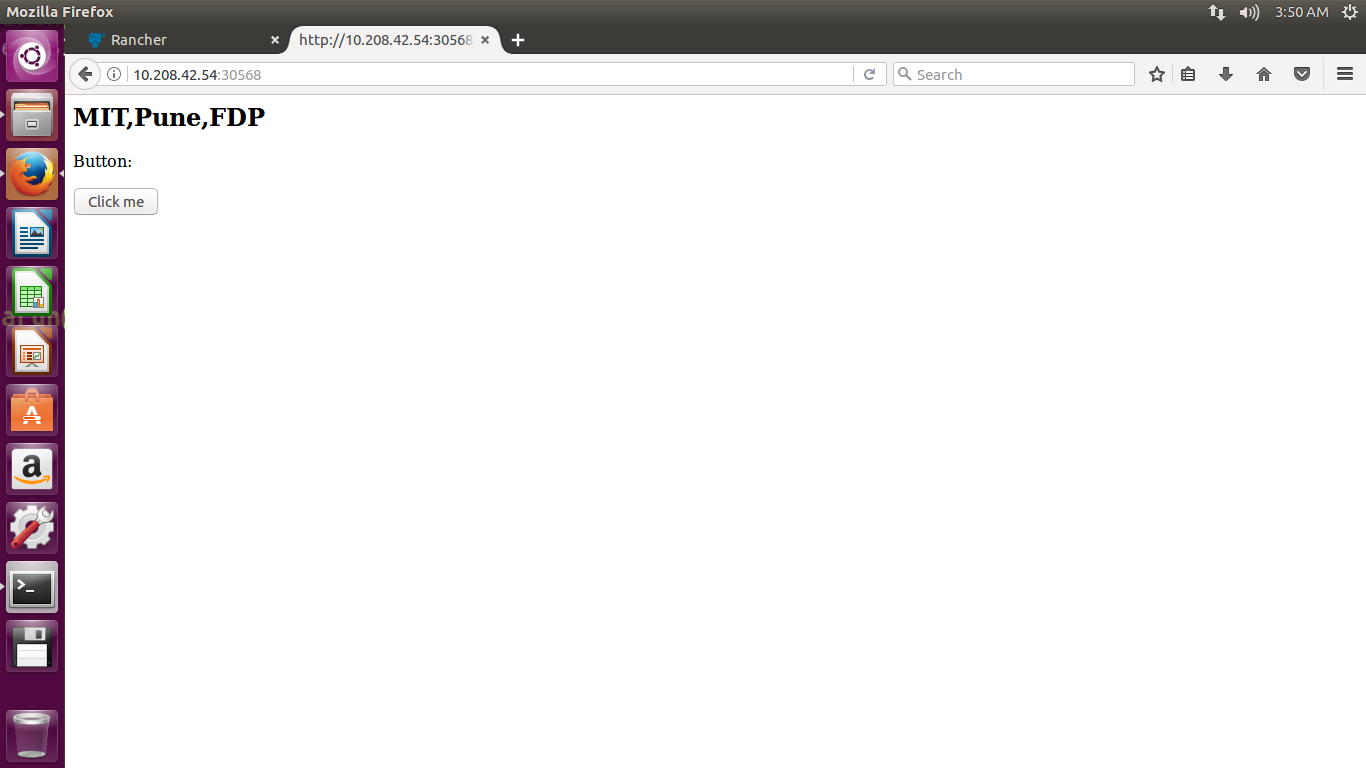 Mozilla Firefox
3:50 AM
Rancher
http://10.208.42.54:30568
10.208.42.54:30568
Search
MIT,Pune,FDP
Button:
Click me